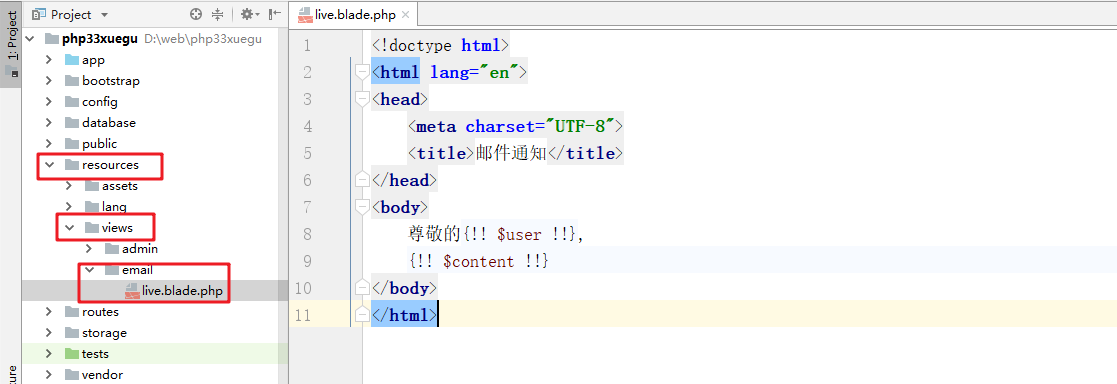 Project
live.blade.php
1: Project
php33xuegu D:\web\php33xuegu
app
bootstrap
config
database
public
resources
assets
lang
views
admin
email
live.blade.php
routes
storage
tests
vendor
1 <!doctype html>
2 <html lang="en">
3 <head>
4 <meta charset="UTF-8">
5 <title>邮件通知</title>
6 </head>
7 <body>
8 尊敬的{!! $user !!},
9 {!! $content !!}
10 </body>
11 </html>